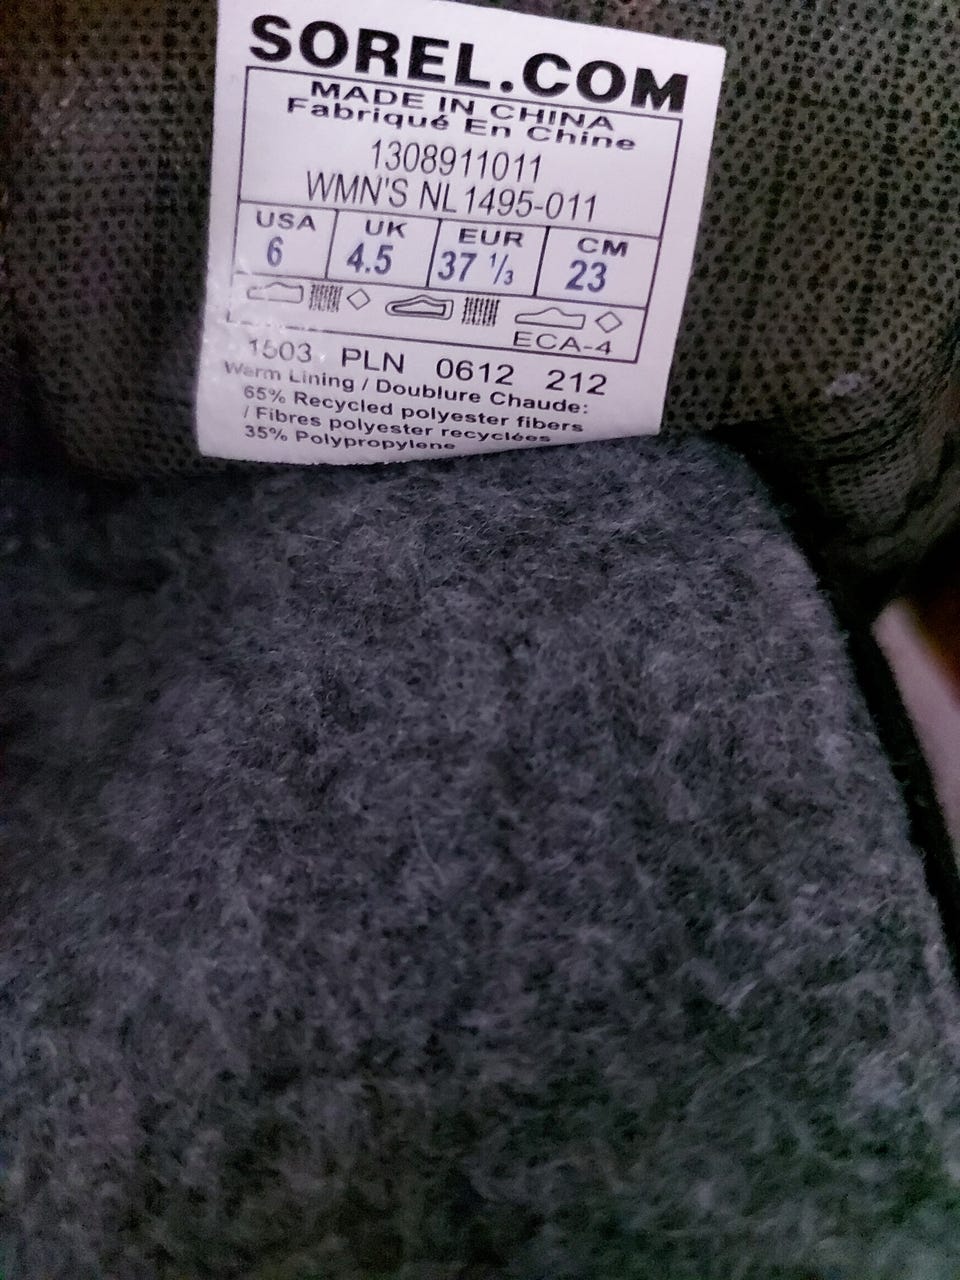 SOREL.COM
MADE IN CHINA
Fabriqué En Chine
1308911011
WMN'S NL1495-011
USA UK EUR CM
6 4.5 37 1/3 23
ECA-4
1503 PLN 0612 212
Warm Lining / Doublure Chaude:
65% Recycled polyester fibers
/ Fibres polyester recyclées
35% Polypropylene